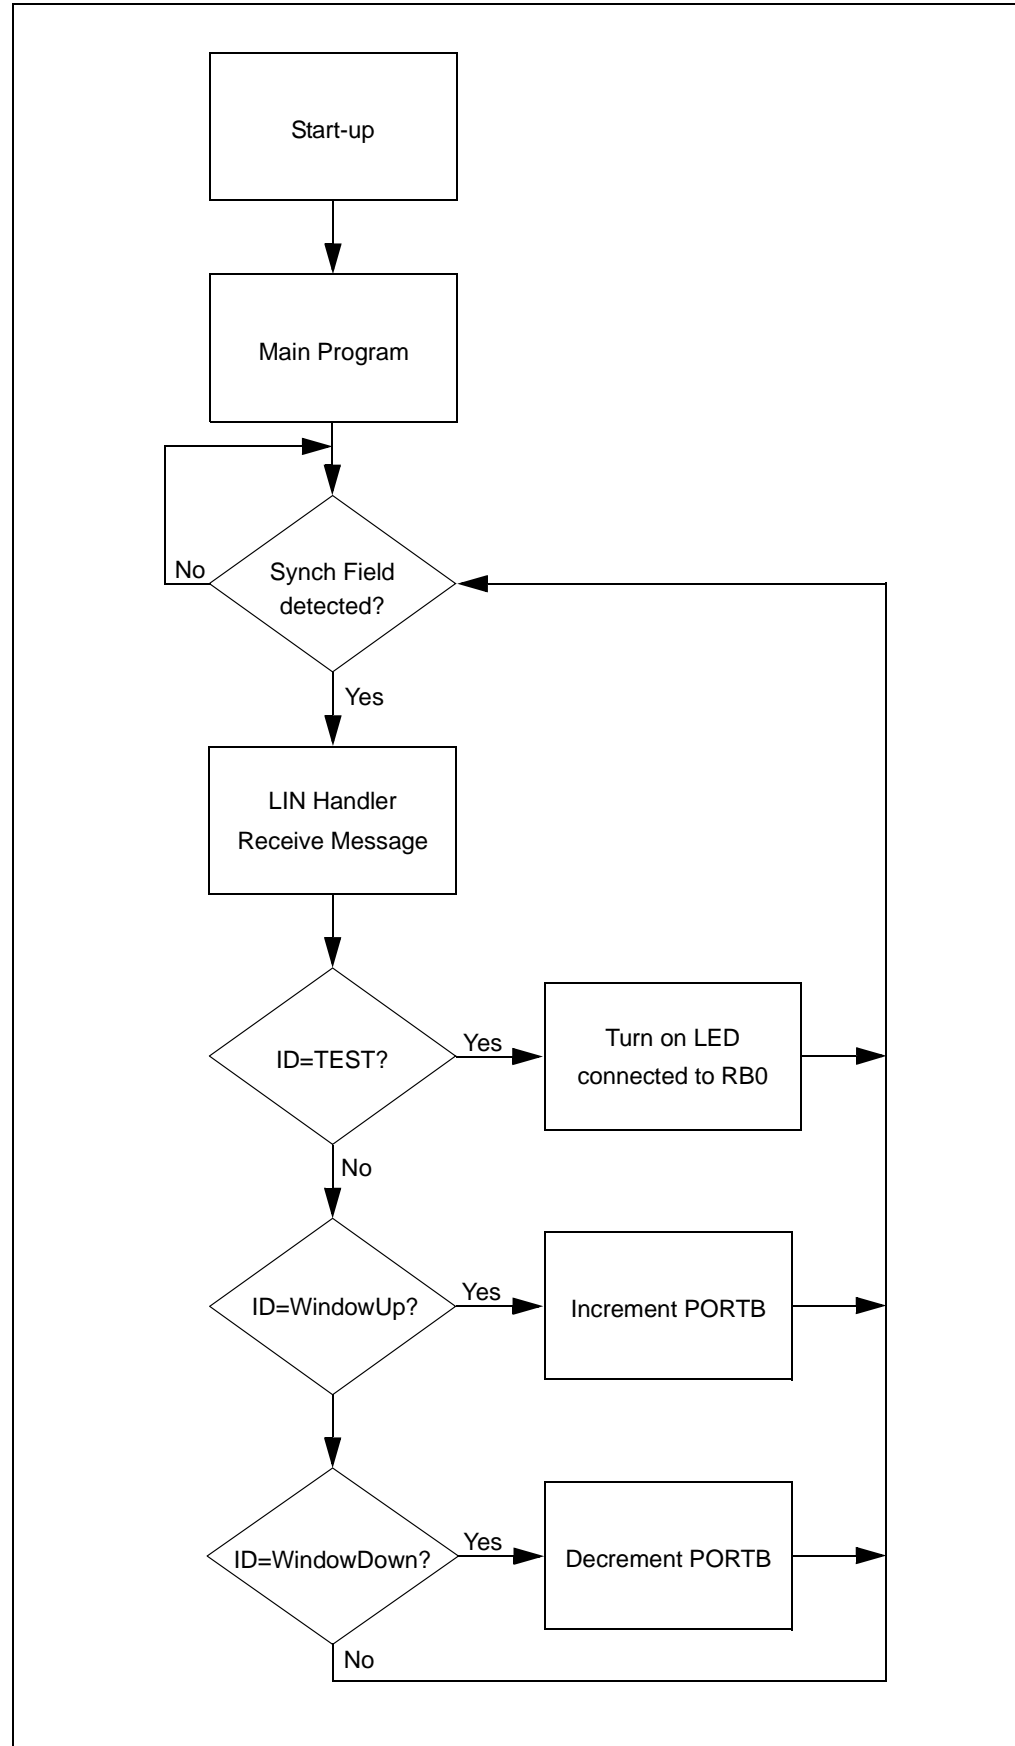 Start-up
Main Program
No
Synch Field
detected?
Yes
LIN Handler
Receive Message
ID=TEST?
Yes
Turn on LED
connected to RB0
No
ID=WindowUp?
Yes
Increment PORTB
ID=WindowDown?
Yes
Decrement PORTB
No